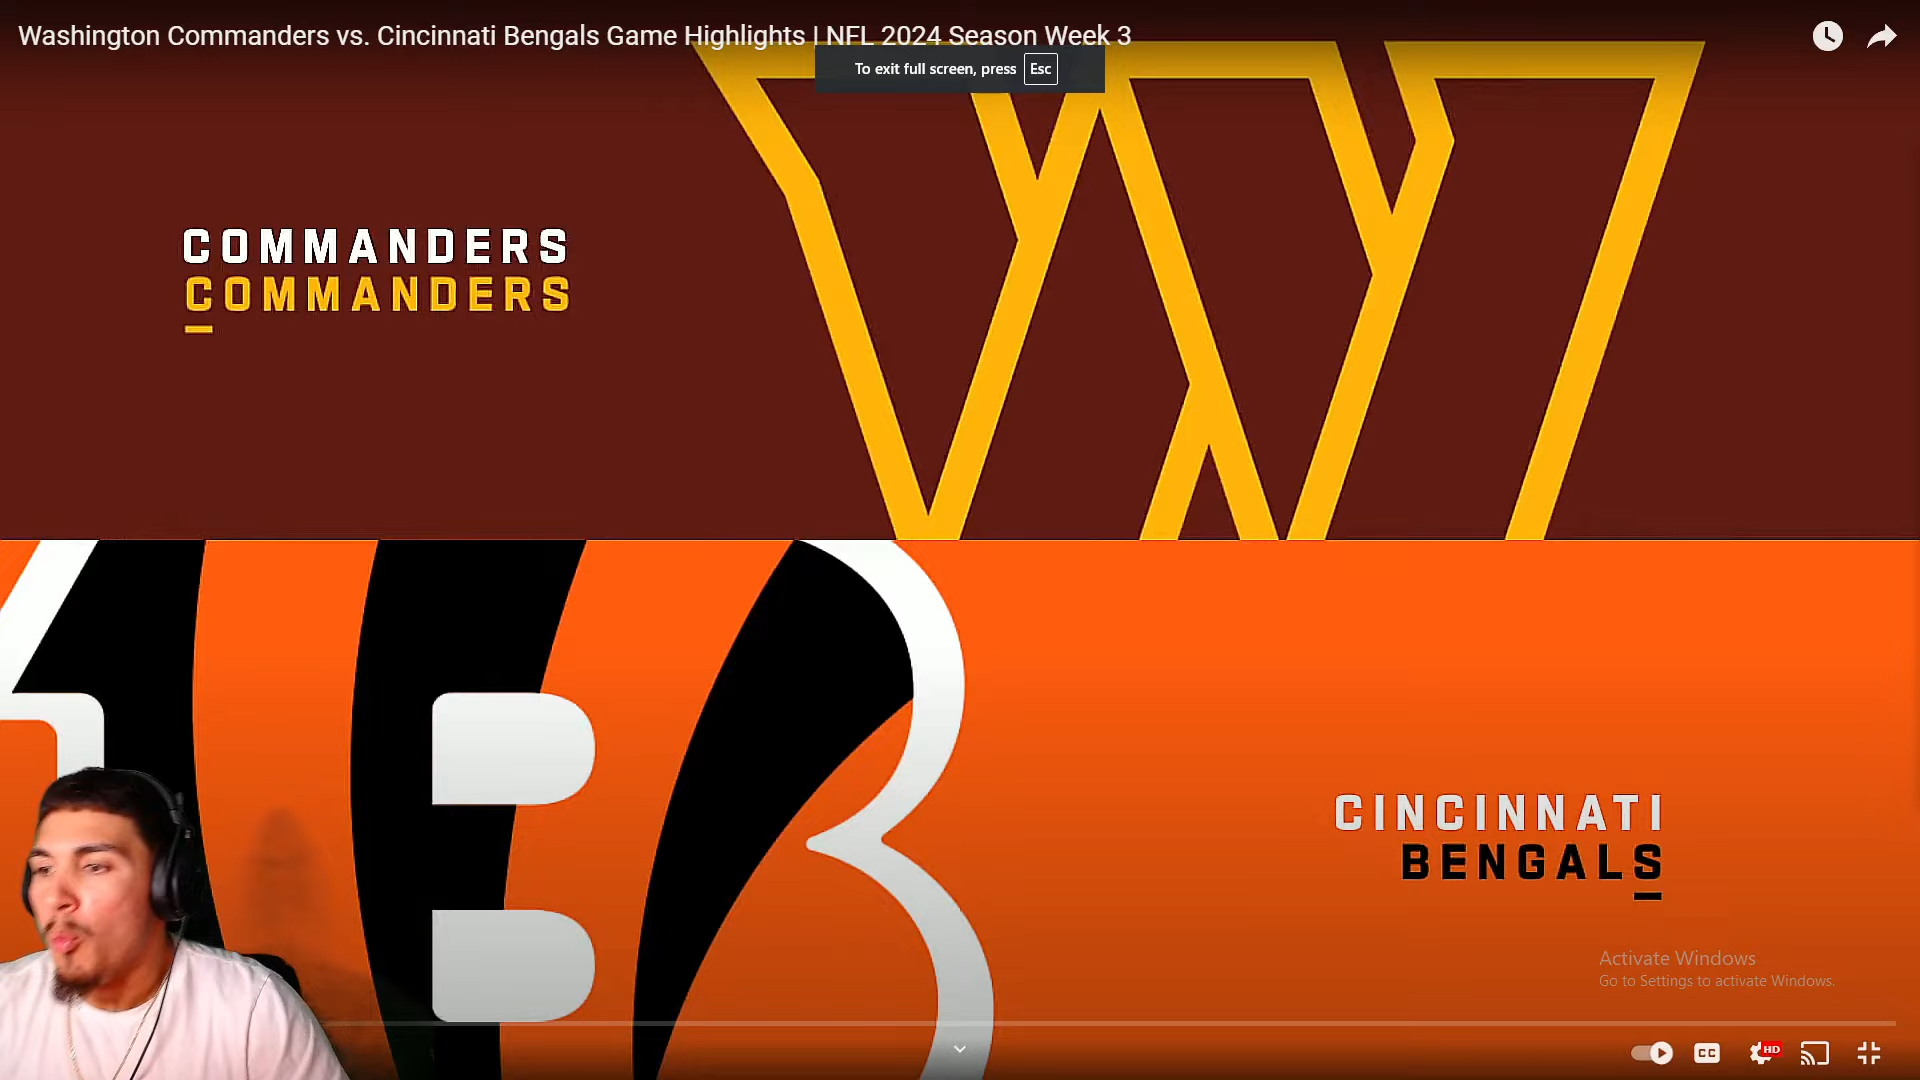 Washington Commanders vs. Cincinnati Bengals Game Highlights | NFL 2024 Season Week 3
To exit full screen, press Esc
COMMANDERS
COMMANDERS
CINCINNATI
BENGALS
Activate Windows
Go to Settings to activate Windows.
CC
HD